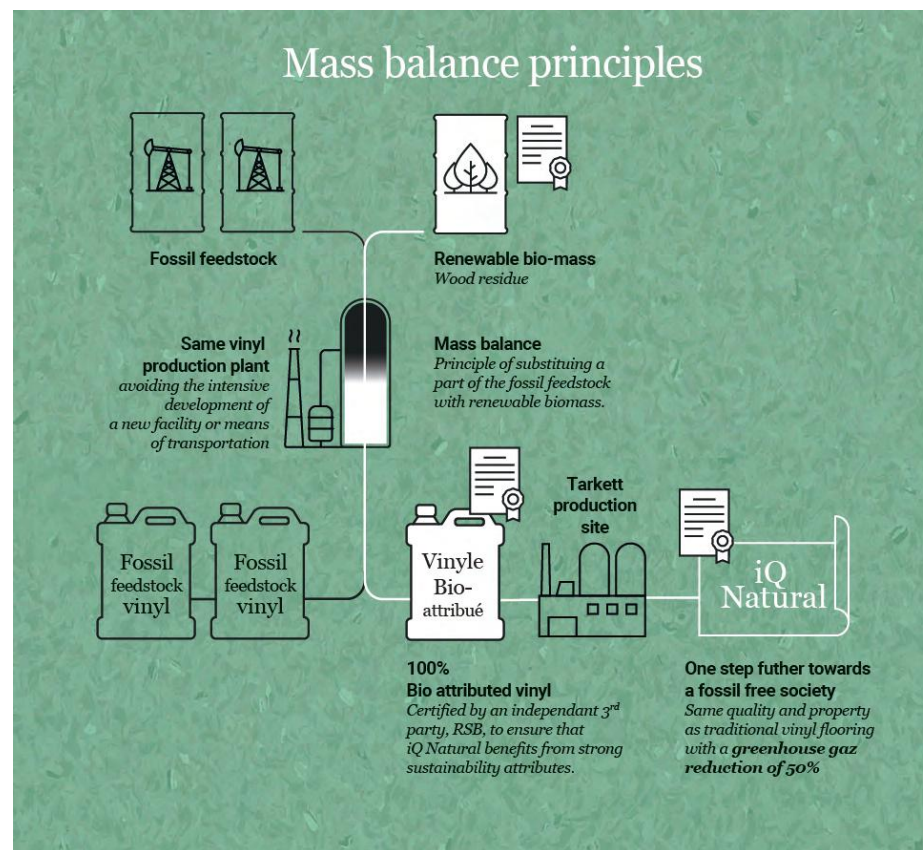 Mass balance principles
Fossil feedstock
Renewable bio-mass
Wood residue
Same vinyl
production plant
avoiding the intensive
development of
a new facility or means
of transportation
Mass balance
Principle of substituing a
part of the fossil feedstock
with renewable biomass.
Fossil
feedstock
vinyl
Fossil
feedstock
vinyl
Vinyle
Bio-
attribué
Tarkett
production
site
iQ
Natural
100%
Bio attributed vinyl
Certified by an independant 3rd
party, RSB, to ensure that
iQ Natural benefits from strong
sustainability attributes.
One step futher towards
a fossil free society
Same quality and property
as traditional vinyl flooring
with a greenhouse gaz
reduction of 50%